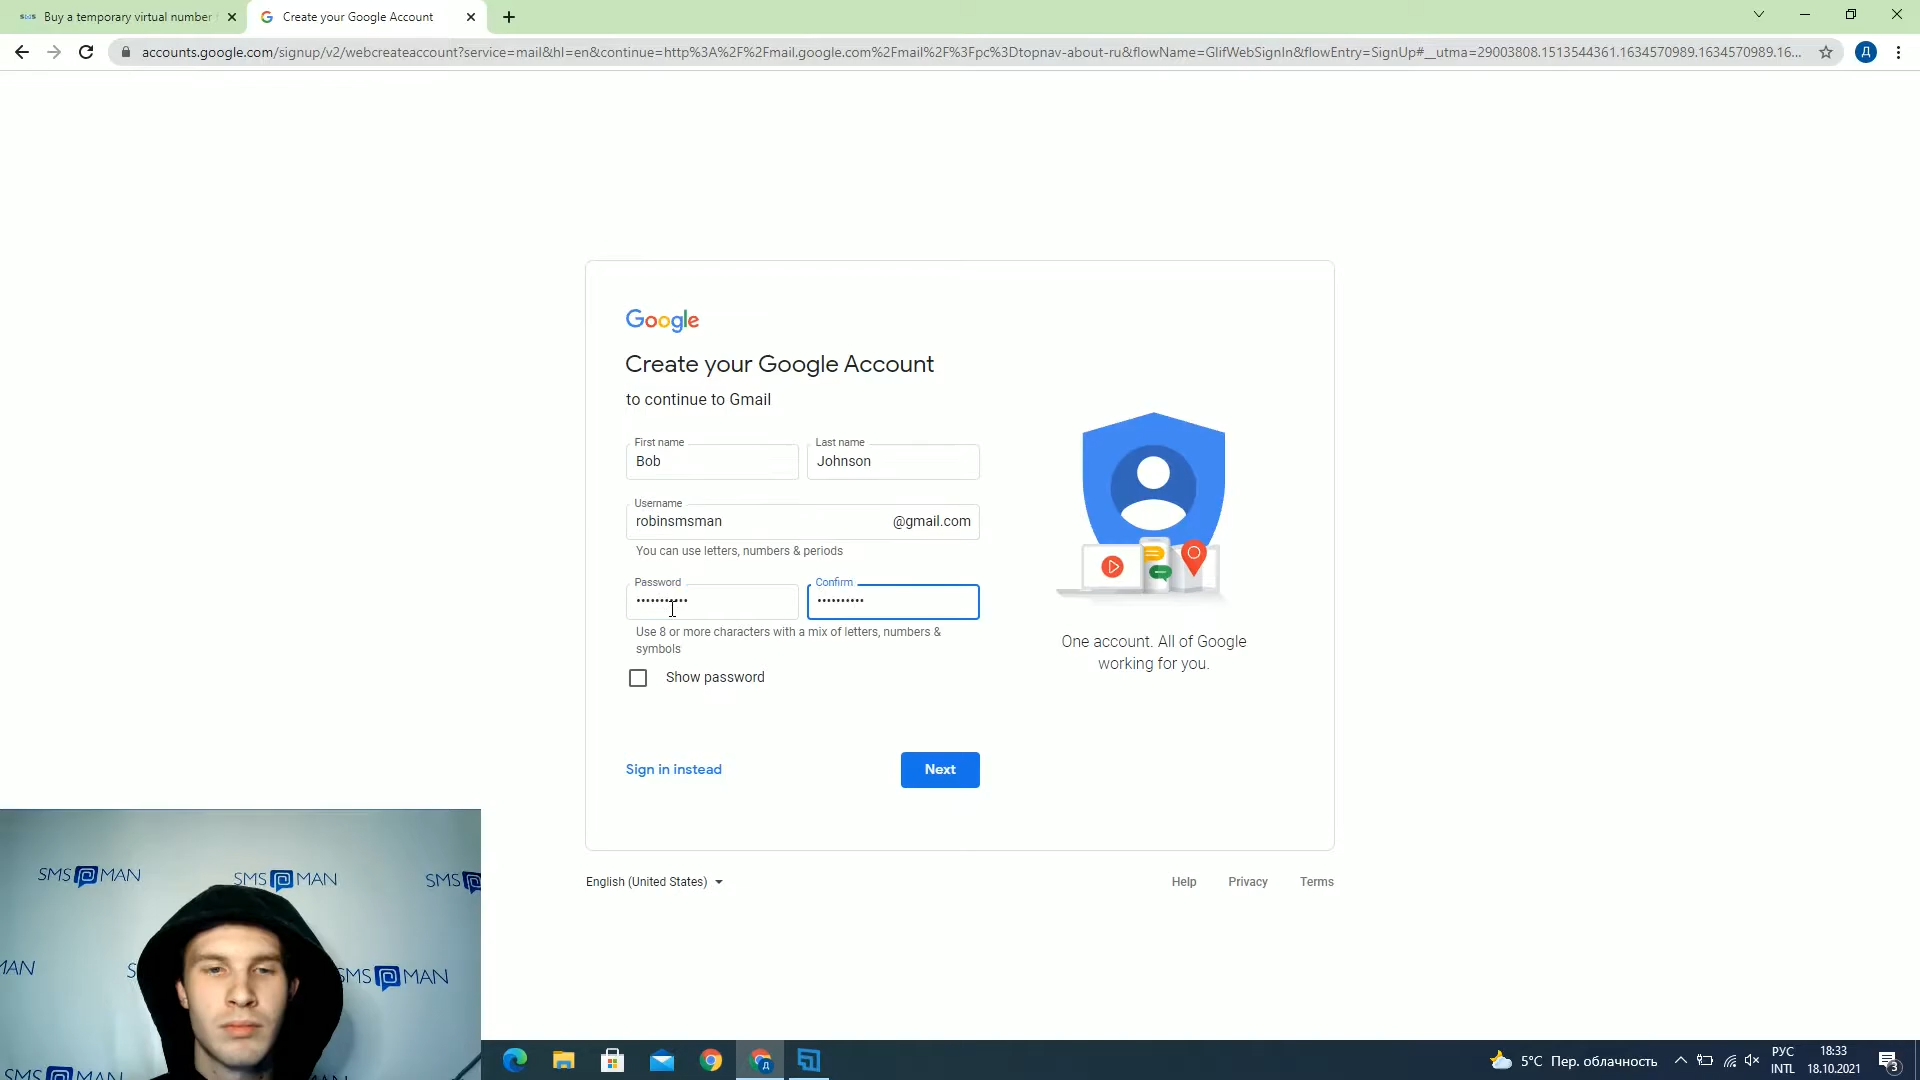 Buy a temporary virtual number
Create your Google Account
accounts.google.com/signup/v2/webcreateaccount?service=mail&hl=en&continue=http%3A%2F%2Fmail.google.com%2Fmail%2F%3Fpc%3Dtopnav-about-ru&flowName=GlifWebSignIn&flowEntry=SignUp#__utma=29003808.1513544361.1634570989.1634570989.16...
Д
Google
Create your Google Account
to continue to Gmail
First name
Last name
Bob
Johnson
Username
robinsmsman
@gmail.com
You can use letters, numbers & periods
Password
Confirm
•••••••••••
••••••••••
Use 8 or more characters with a mix of letters, numbers &
symbols
Show password
One account. All of Google
working for you.
Sign in instead
Next
English (United States)
Help
Privacy
Terms
SMS MAN
SMS MAN
SMS
MAN
S
SMS MAN
SMS MAN
5°C Пер. облачность
РУС
INTL
18:33
18.10.2021
3